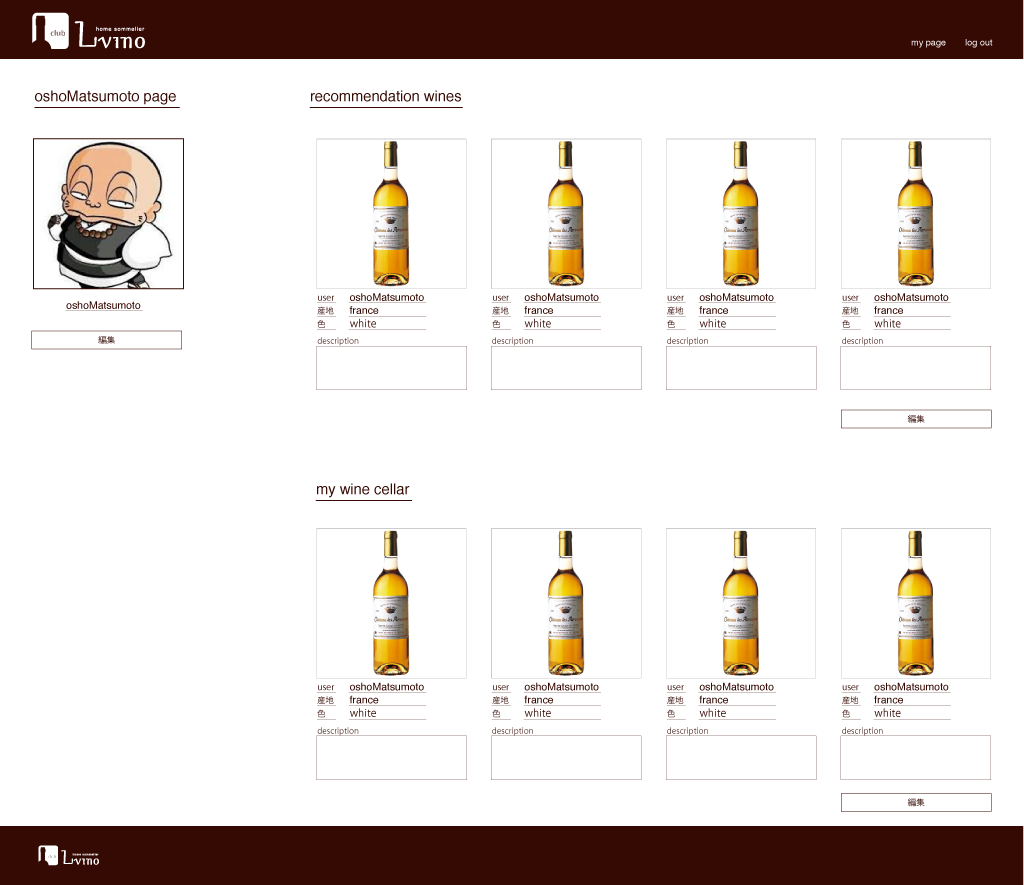 club
home sommelier
L-vino
my page log out
oshoMatsumoto page
recommendation wines
oshoMatsumoto
編集
user oshoMatsumoto
産地 france
色 white
description
user oshoMatsumoto
産地 france
色 white
description
user oshoMatsumoto
産地 france
色 white
description
user oshoMatsumoto
産地 france
色 white
description
編集
my wine cellar
user oshoMatsumoto
産地 france
色 white
description
user oshoMatsumoto
産地 france
色 white
description
user oshoMatsumoto
産地 france
色 white
description
user oshoMatsumoto
産地 france
色 white
description
編集
club
home sommelier
L-vino